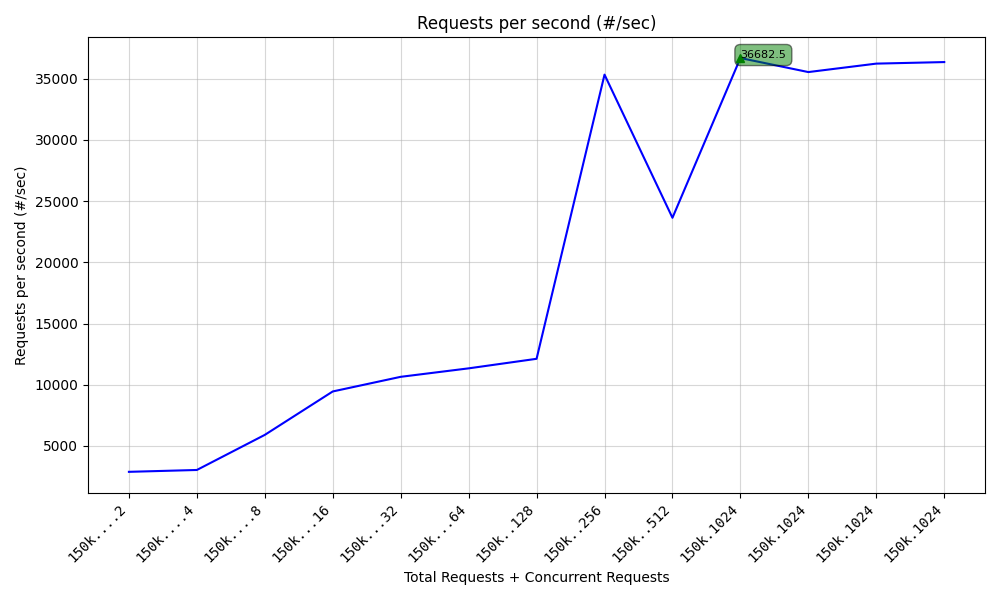 Requests per second (#/sec)
36682.5
35000
30000
25000
20000
15000
10000
5000
Requests per second (#/sec)
150k....2
150k....4
150k....8
150k...16
150k...32
150k...64
150k..128
150k..256
150k..512
150k.1024
150k.1024
150k.1024
150k.1024
Total Requests + Concurrent Requests